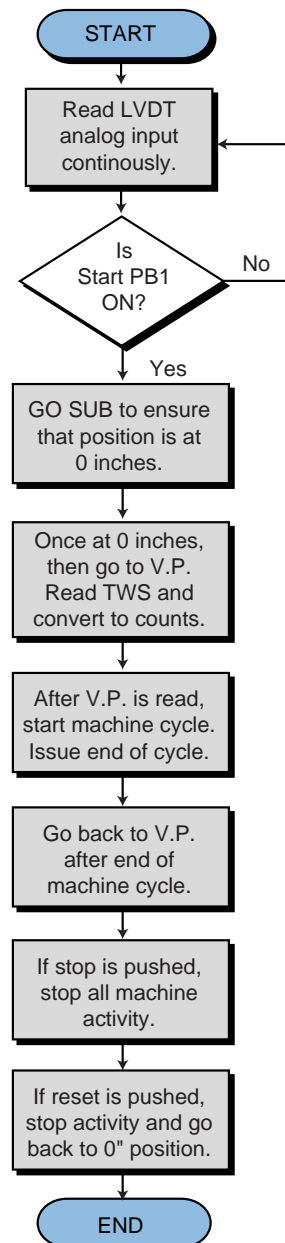 START
Read LVDT
analog input
continously.
Is
Start PB1
ON?
No
Yes
GO SUB to ensure
that position is at
0 inches.
Once at 0 inches,
then go to V.P.
Read TWS and
convert to counts.
After V.P. is read,
start machine cycle.
Issue end of cycle.
Go back to V.P.
after end of
machine cycle.
If stop is pushed,
stop all machine
activity.
If reset is pushed,
stop activity and go
back to 0" position.
END